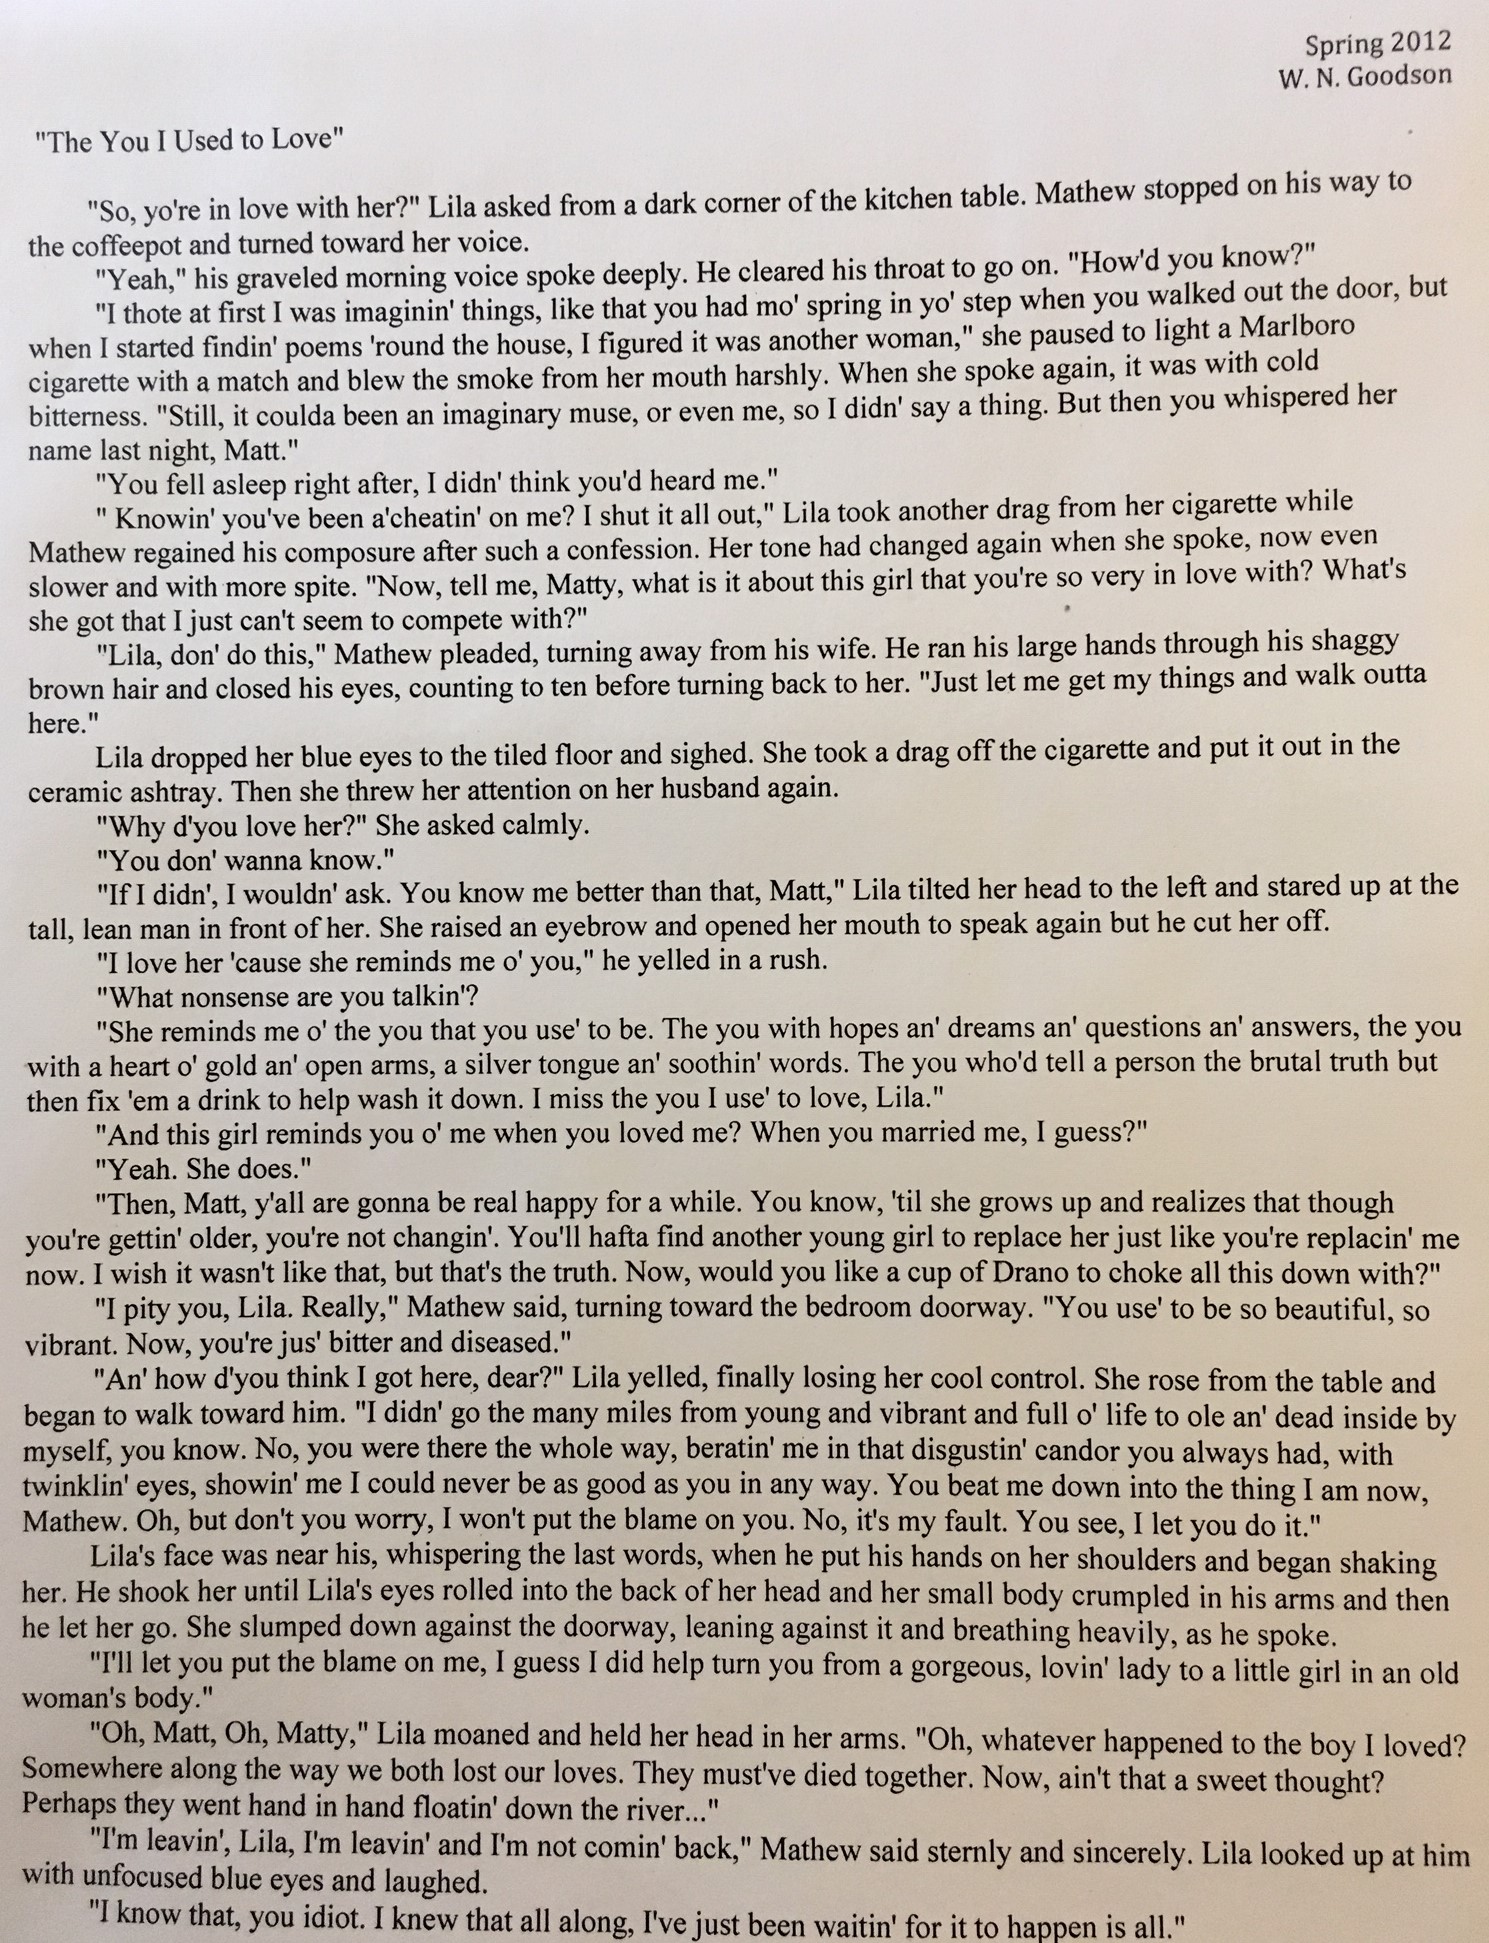 Spring 2012
W. N. Goodson
"The You I Used to Love"
"So, yo're in love with her?" Lila asked from a dark corner of the kitchen table. Mathew stopped on his way to
the coffeepot and turned toward her voice.
"Yeah," his graveled morning voice spoke deeply. He cleared his throat to go on. "How'd you know?"
"I thote at first I was imaginin' things, like that you had mo' spring in yo' step when you walked out the door, but
when I started findin' poems 'round the house, I figured it was another woman," she paused to light a Marlboro
cigarette with a match and blew the smoke from her mouth harshly. When she spoke again, it was with cold
bitterness. "Still, it coulda been an imaginary muse, or even me, so I didn' say a thing. But then you whispered her
name last night, Matt."
"You fell asleep right after, I didn' think you'd heard me."
" Knowin' you've been a'cheatin' on me? I shut it all out," Lila took another drag from her cigarette while
Mathew regained his composure after such a confession. Her tone had changed again when she spoke, now even
slower and with more spite. "Now, tell me, Matty, what is it about this girl that you're so very in love with? What's
she got that I just can't seem to compete with?"
"Lila, don' do this," Mathew pleaded, turning away from his wife. He ran his large hands through his shaggy
brown hair and closed his eyes, counting to ten before turning back to her. "Just let me get my things and walk outta
here."
Lila dropped her blue eyes to the tiled floor and sighed. She took a drag off the cigarette and put it out in the
ceramic ashtray. Then she threw her attention on her husband again.
"Why d'you love her?" She asked calmly.
"You don' wanna know."
"If I didn', I wouldn' ask. You know me better than that, Matt," Lila tilted her head to the left and stared up at the
tall, lean man in front of her. She raised an eyebrow and opened her mouth to speak again but he cut her off.
"I love her 'cause she reminds me o' you," he yelled in a rush.
"What nonsense are you talkin'?
"She reminds me o' the you that you use' to be. The you with hopes an' dreams an' questions an' answers, the you
with a heart o' gold an' open arms, a silver tongue an' soothin' words. The you who'd tell a person the brutal truth but
then fix 'em a drink to help wash it down. I miss the you I use' to love, Lila."
"And this girl reminds you o' me when you loved me? When you married me, I guess?"
"Yeah. She does."
"Then, Matt, y'all are gonna be real happy for a while. You know, 'til she grows up and realizes that though
you're gettin' older, you're not changin'. You'll hafta find another young girl to replace her just like you're replacin' me
now. I wish it wasn't like that, but that's the truth. Now, would you like a cup of Drano to choke all this down with?"
"I pity you, Lila. Really," Mathew said, turning toward the bedroom doorway. "You use' to be so beautiful, so
vibrant. Now, you're jus' bitter and diseased."
"An' how d'you think I got here, dear?" Lila yelled, finally losing her cool control. She rose from the table and
began to walk toward him. "I didn' go the many miles from young and vibrant and full o' life to ole an' dead inside by
myself, you know. No, you were there the whole way, beratin' me in that disgustin' candor you always had, with
twinklin' eyes, showin' me I could never be as good as you in any way. You beat me down into the thing I am now,
Mathew. Oh, but don't you worry, I won't put the blame on you. No, it's my fault. You see, I let you do it."
Lila's face was near his, whispering the last words, when he put his hands on her shoulders and began shaking
her. He shook her until Lila's eyes rolled into the back of her head and her small body crumpled in his arms and then
he let her go. She slumped down against the doorway, leaning against it and breathing heavily, as he spoke.
"I'll let you put the blame on me, I guess I did help turn you from a gorgeous, lovin' lady to a little girl in an old
woman's body."
"Oh, Matt, Oh, Matty," Lila moaned and held her head in her arms. "Oh, whatever happened to the boy I loved?
Somewhere along the way we both lost our loves. They must've died together. Now, ain't that a sweet thought?
Perhaps they went hand in hand floatin' down the river..."
"I'm leavin', Lila, I'm leavin' and I'm not comin' back," Mathew said sternly and sincerely. Lila looked up at him
with unfocused blue eyes and laughed.
"I know that, you idiot. I knew that all along, I've just been waitin' for it to happen is all."